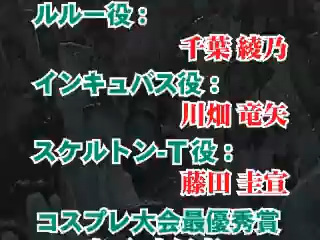 ルルー役：
千葉 綾乃
インキュバス役：
川畑 竜矢
スケルトン-T役：
藤田 圭宣
コスプレ大会最優秀賞